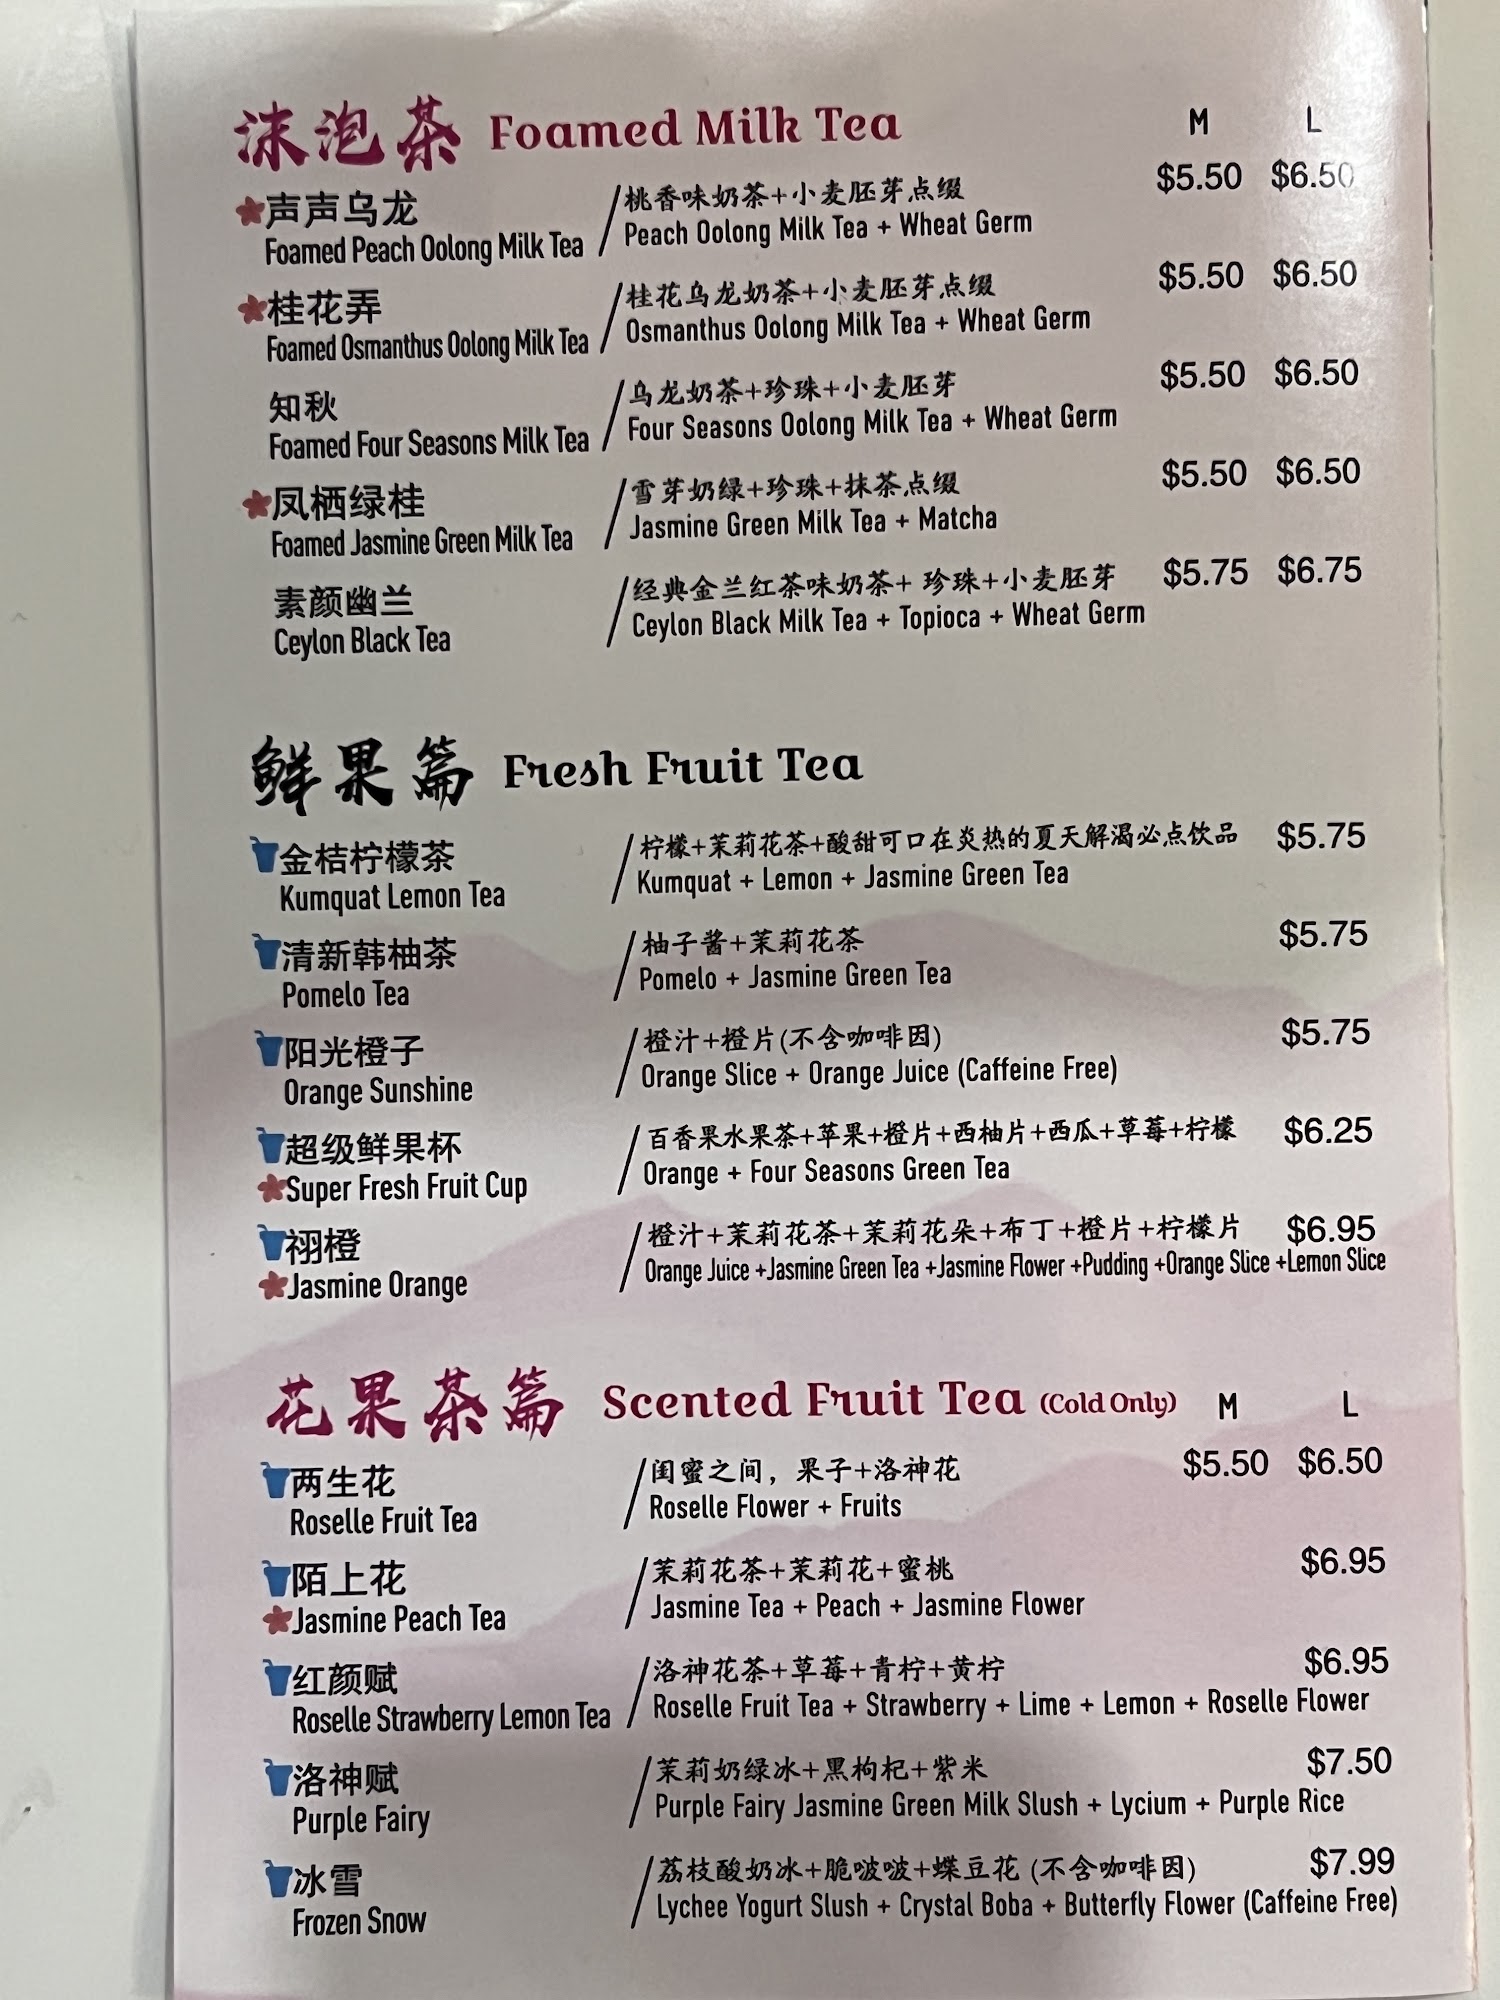 沫泡茶 Foamed Milk Tea M L
声声乌龙 / 桃香味奶茶+小麦胚芽点缀 $5.50 $6.50
Foamed Peach Oolong Milk Tea Peach Oolong Milk Tea + Wheat Germ
桂花弄 / 桂花乌龙奶茶+小麦胚芽点缀 $5.50 $6.50
Foamed Osmanthus Oolong Milk Tea Osmanthus Oolong Milk Tea + Wheat Germ
知秋 / 乌龙奶茶+珍珠+小麦胚芽 $5.50 $6.50
Foamed Four Seasons Milk Tea Four Seasons Oolong Milk Tea + Wheat Germ
凤栖绿桂 / 雪芽奶绿+珍珠+抹茶点缀 $5.50 $6.50
Foamed Jasmine Green Milk Tea Jasmine Green Milk Tea + Matcha
素颜幽兰 / 经典金兰红茶味奶茶+ 珍珠+小麦胚芽 $5.75 $6.75
Ceylon Black Tea Ceylon Black Milk Tea + Topioca + Wheat Germ
鲜果篇 Fresh Fruit Tea
金桔柠檬茶 / 柠檬+茉莉花茶+酸甜可口在炎热的夏天解渴必点饮品 $5.75
Kumquat Lemon Tea Kumquat + Lemon + Jasmine Green Tea
清新韩柚茶 / 柚子酱+茉莉花茶 $5.75
Pomelo Tea Pomelo + Jasmine Green Tea
阳光橙子 / 橙汁+橙片(不含咖啡因) $5.75
Orange Sunshine Orange Slice + Orange Juice (Caffeine Free)
超级鲜果杯 / 百香果水果茶+苹果+橙片+西柚片+西瓜+草莓+柠檬 $6.25
Super Fresh Fruit Cup Orange + Four Seasons Green Tea
祤橙 / 橙汁+茉莉花茶+茉莉花朵+布丁+橙片+柠檬片 $6.95
Jasmine Orange Orange Juice +Jasmine Green Tea +Jasmine Flower +Pudding +Orange Slice +Lemon Slice
花果茶篇 Scented Fruit Tea (Cold Only) M L
两生花 / 闺蜜之间，果子+洛神花 $5.50 $6.50
Roselle Fruit Tea Roselle Flower + Fruits
陌上花 / 茉莉花茶+茉莉花+蜜桃 $6.95
Jasmine Peach Tea Jasmine Tea + Peach + Jasmine Flower
红颜赋 / 洛神花茶+草莓+青柠+黄柠 $6.95
Roselle Strawberry Lemon Tea Roselle Fruit Tea + Strawberry + Lime + Lemon + Roselle Flower
洛神赋 / 茉莉奶绿冰+黑枸杞+紫米 $7.50
Purple Fairy Purple Fairy Jasmine Green Milk Slush + Lycium + Purple Rice
冰雪 / 荔枝酸奶冰+脆啵啵+蝶豆花 (不含咖啡因) $7.99
Frozen Snow Lychee Yogurt Slush + Crystal Boba + Butterfly Flower (Caffeine Free)